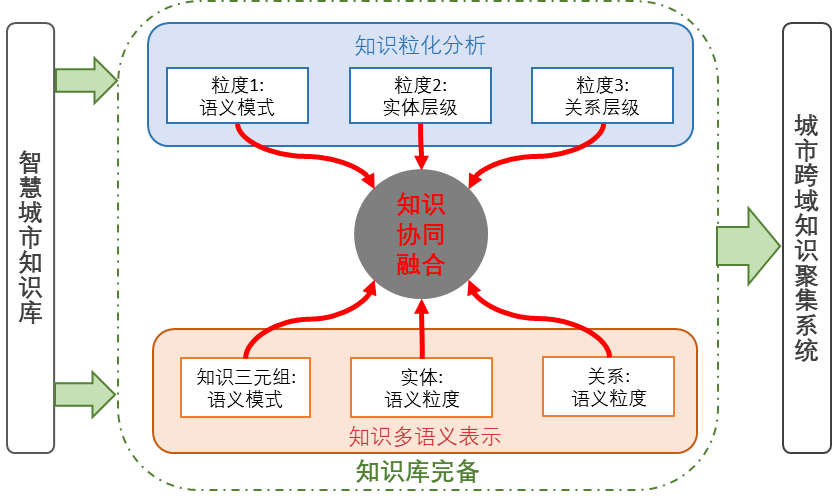 智慧城市知识库
知识粒化分析
粒度1:
语义模式
粒度2:
实体层级
粒度3:
关系层级
知识
协同
融合
知识三元组:
语义模式
实体:
语义粒度
关系:
语义粒度
知识多语义表示
知识库完备
城市跨域知识聚集系统